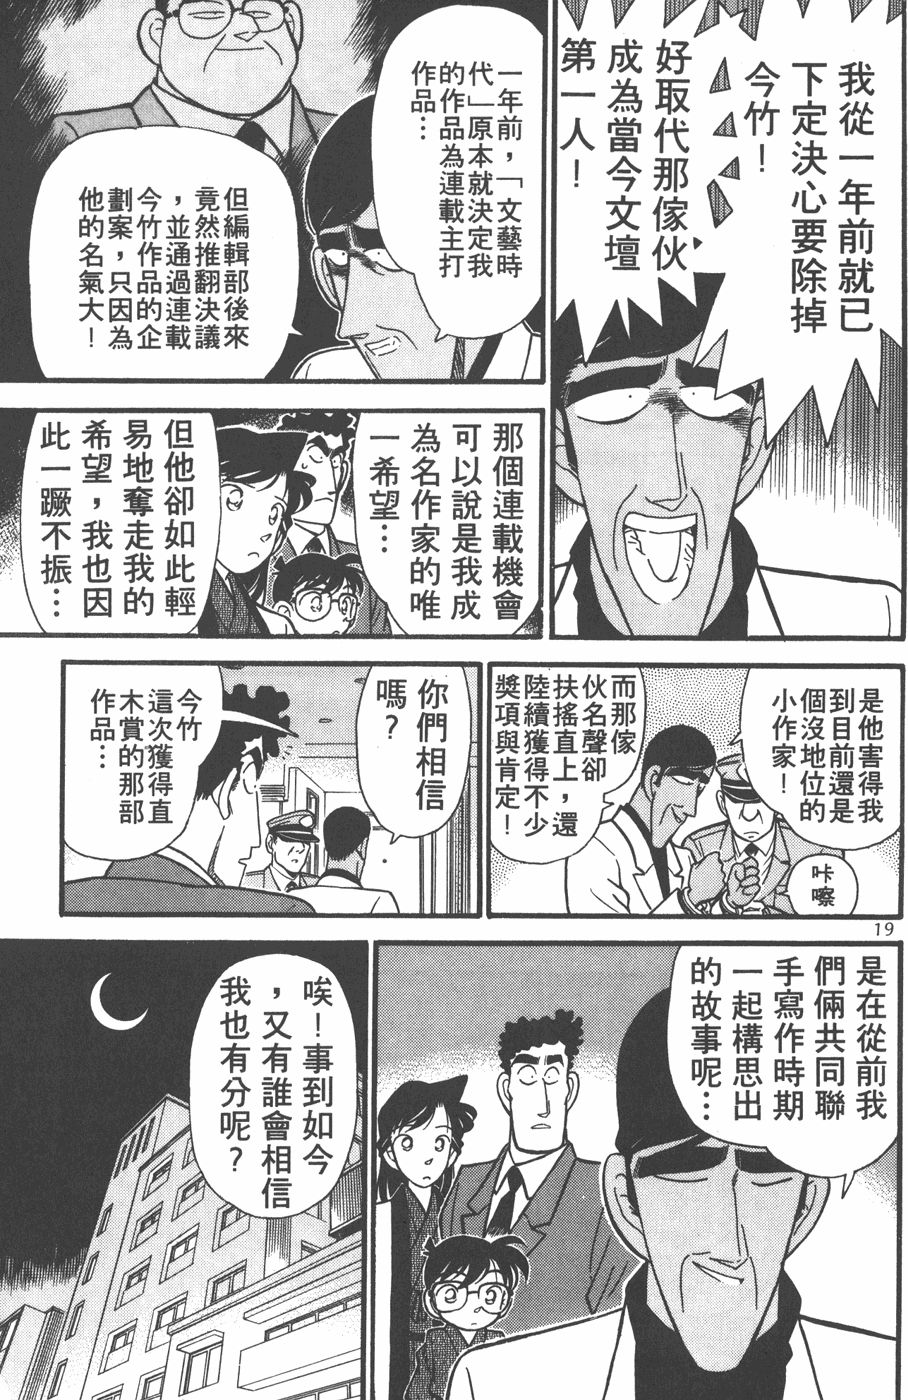 我從一年前就已
下定決心要除掉
今竹！
好取代那傢伙
成為當今文壇
第一人！
一年前，「文藝時
代」原本就決定我
的作品為連載主打
作品…
但編輯部後來
竟然推翻決議
，並通過連載
今竹作品的企
劃案，只因為
他的名氣大！
那個連載機會
可以說是我成
為名作家的唯
一希望…
但他卻如此輕
易地奪走我的
希望，我也因
此一蹶不振…
是他害得我
到目前還是
個沒地位的
小作家！
咔嚓
而那傢
伙名聲卻
扶搖直上，還
陸續獲得不少
獎項與肯定！
你們相信
嗎？
今竹
這次獲得直
木賞的那部
作品…
19
是在從前我
們倆共同聯
手寫作時期
一起構思出
的故事呢…
唉！事到如今
，又有誰會相信
我也有分呢？